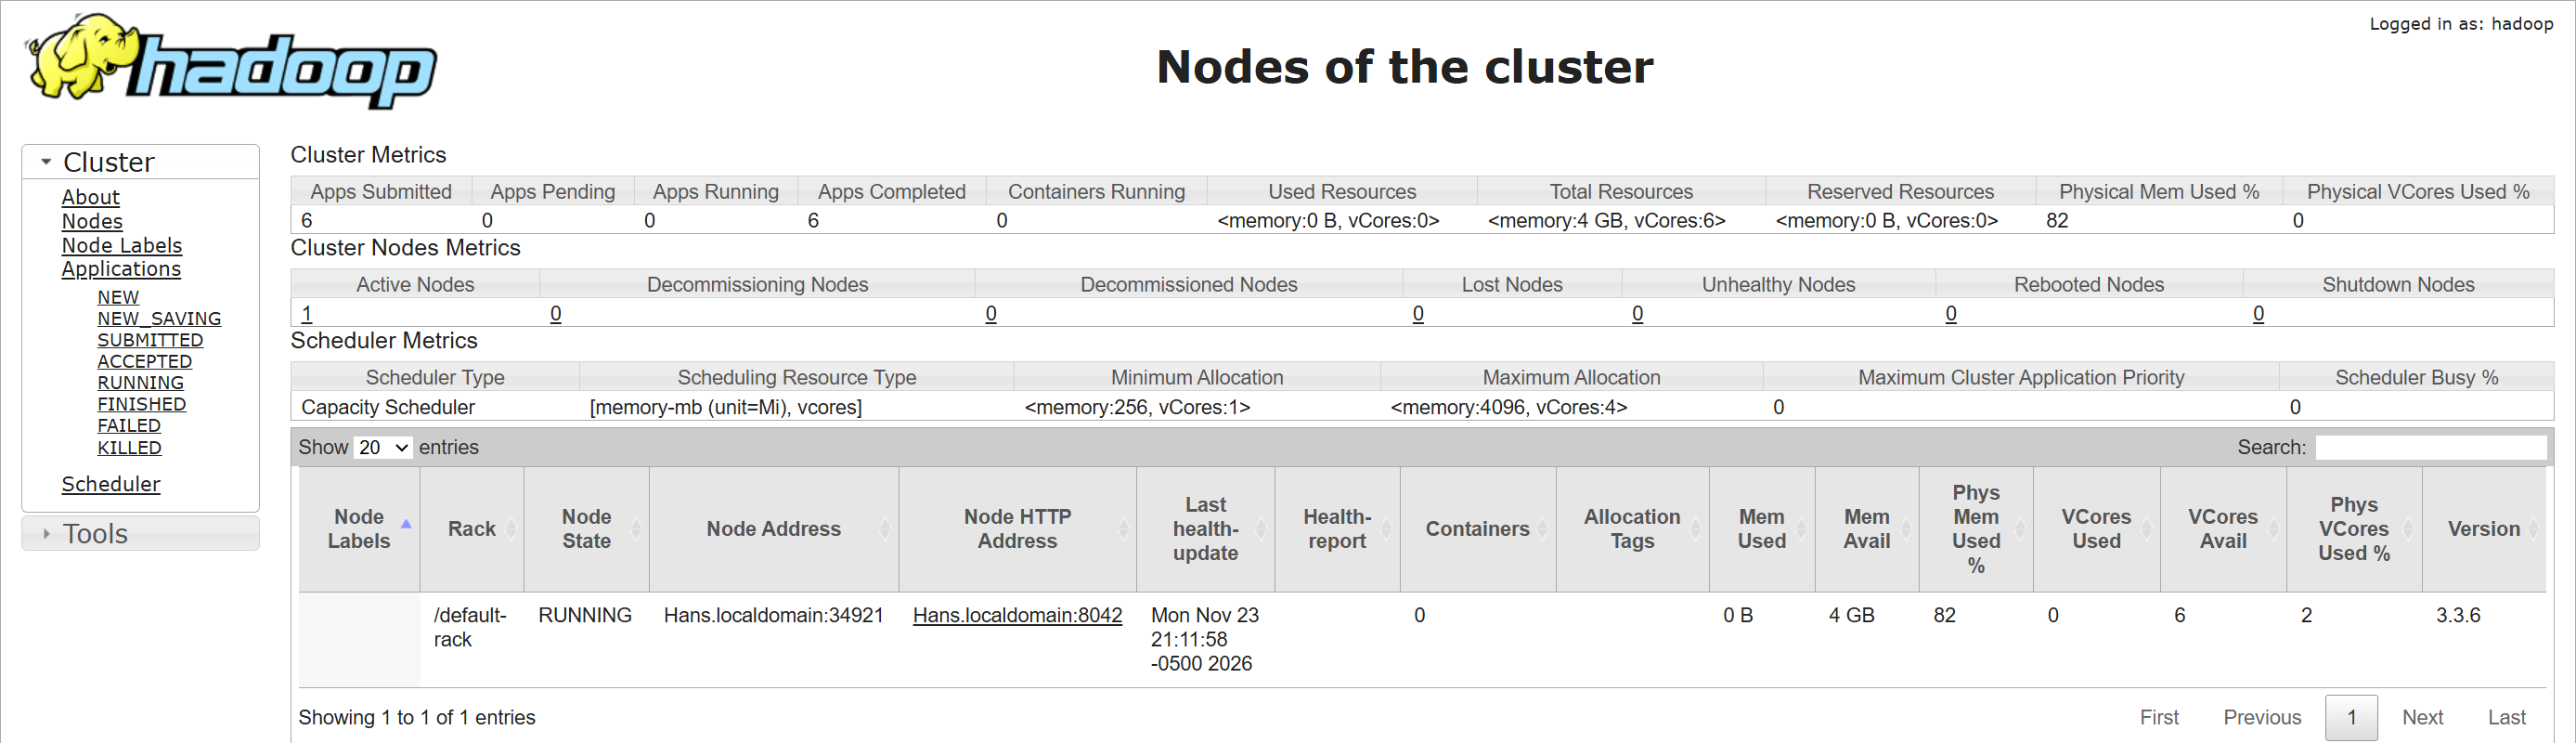 hadoop
Logged in as: hadoop
Nodes of the cluster
Cluster
About
Nodes
Node Labels
Applications
NEW
NEW_SAVING
SUBMITTED
ACCEPTED
RUNNING
FINISHED
FAILED
KILLED
Scheduler
Tools
Cluster Metrics
Apps Submitted Apps Pending Apps Running Apps Completed Containers Running Used Resources Total Resources Reserved Resources Physical Mem Used % Physical VCores Used %
6 0 0 6 0 <memory:0 B, vCores:0> <memory:4 GB, vCores:6> <memory:0 B, vCores:0> 82 0
Cluster Nodes Metrics
Active Nodes Decommissioning Nodes Decommissioned Nodes Lost Nodes Unhealthy Nodes Rebooted Nodes Shutdown Nodes
1 0 0 0 0 0 0
Scheduler Metrics
Scheduler Type Scheduling Resource Type Minimum Allocation Maximum Allocation Maximum Cluster Application Priority Scheduler Busy %
Capacity Scheduler [memory-mb (unit=Mi), vcores] <memory:256, vCores:1> <memory:4096, vCores:4> 0 0
Show 20 entries Search:
Node Labels Rack Node State Node Address Node HTTP Address Last health-update Health-report Containers Allocation Tags Mem Used Mem Avail Phys Mem Used % VCores Used VCores Avail Phys VCores Used % Version
/default-rack RUNNING Hans.localdomain:34921 Hans.localdomain:8042 Mon Nov 23 21:11:58 -0500 2026 0 0 B 4 GB 82 0 6 2 3.3.6
Showing 1 to 1 of 1 entries First Previous 1 Next Last